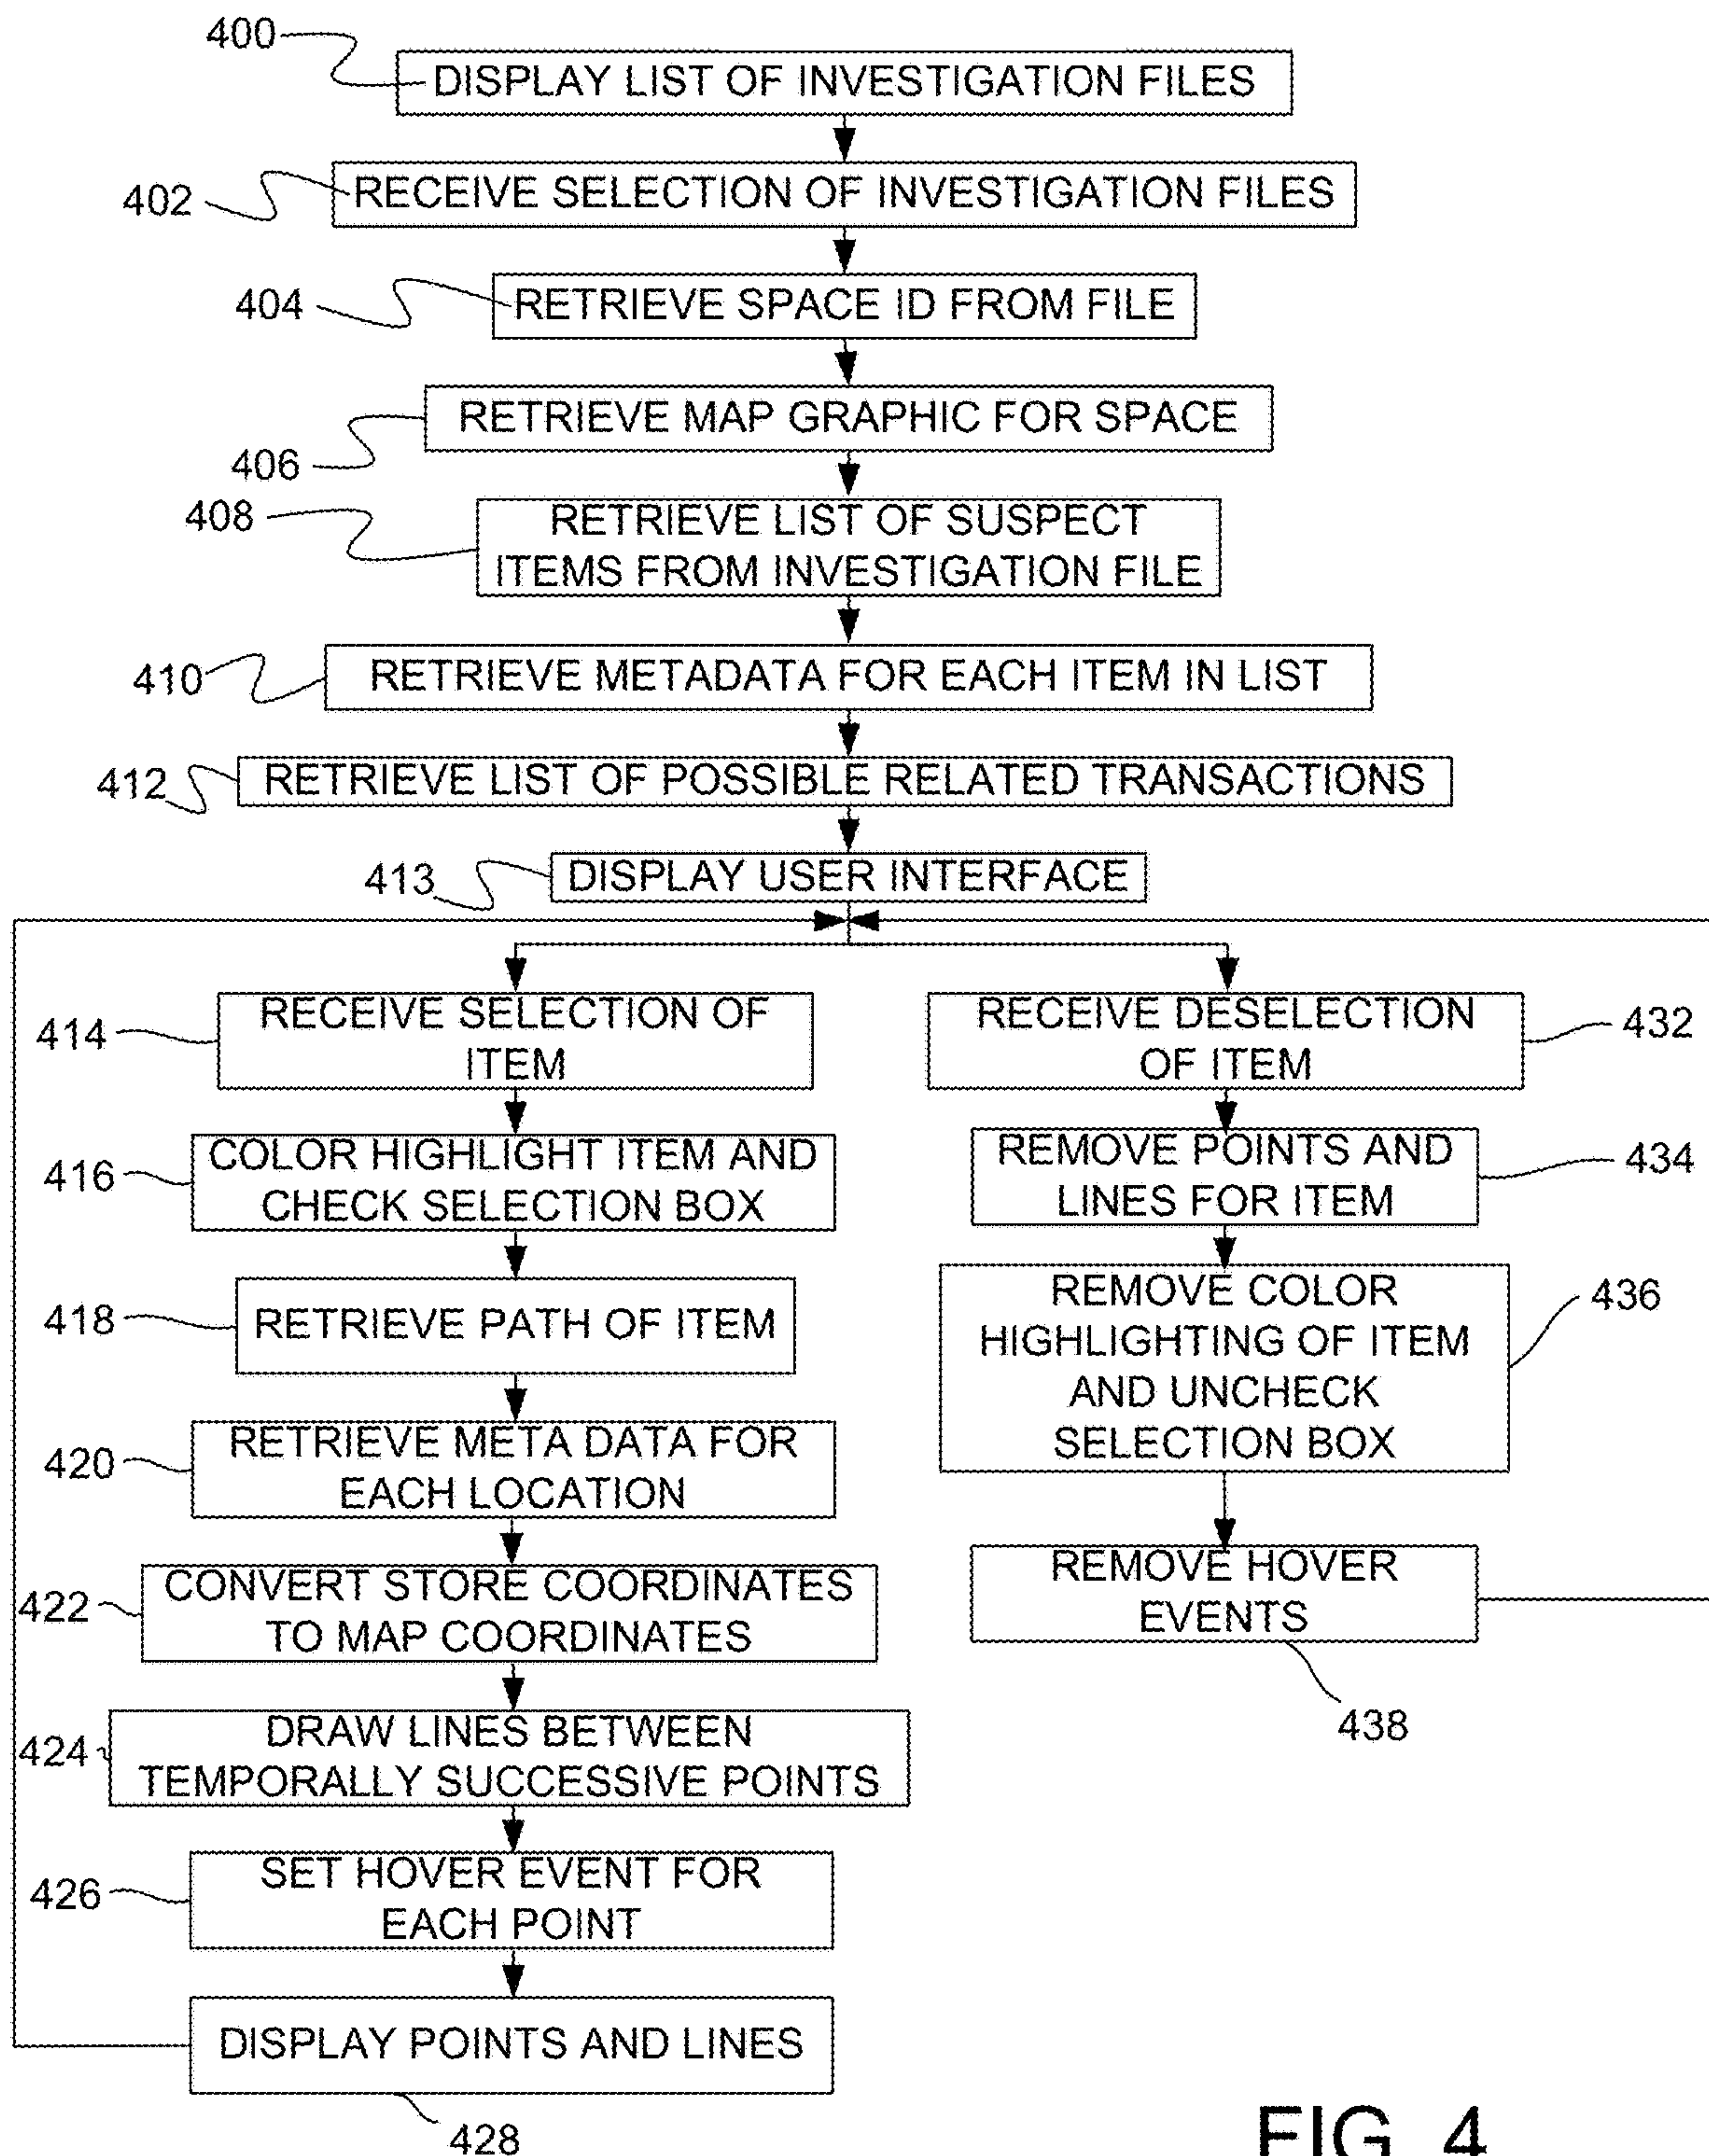 400
DISPLAY LIST OF INVESTIGATION FILES
402
RECEIVE SELECTION OF INVESTIGATION FILES
404
RETRIEVE SPACE ID FROM FILE
406
RETRIEVE MAP GRAPHIC FOR SPACE
408
RETRIEVE LIST OF SUSPECT
ITEMS FROM INVESTIGATION FILE
410
RETRIEVE METADATA FOR EACH ITEM IN LIST
412
RETRIEVE LIST OF POSSIBLE RELATED TRANSACTIONS
413
DISPLAY USER INTERFACE
414
RECEIVE SELECTION OF
ITEM
416
COLOR HIGHLIGHT ITEM AND
CHECK SELECTION BOX
418
RETRIEVE PATH OF ITEM
420
RETRIEVE META DATA FOR
EACH LOCATION
422
CONVERT STORE COORDINATES
TO MAP COORDINATES
424
DRAW LINES BETWEEN
TEMPORALLY SUCCESSIVE POINTS
426
SET HOVER EVENT FOR
EACH POINT
DISPLAY POINTS AND LINES
428
RECEIVE DESELECTION
OF ITEM
432
REMOVE POINTS AND
LINES FOR ITEM
434
REMOVE COLOR
HIGHLIGHTING OF ITEM
AND UNCHECK
SELECTION BOX
436
REMOVE HOVER
EVENTS
438
FIG. 4